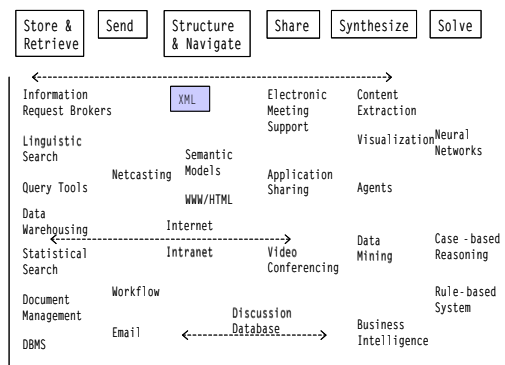 Store &
Retrieve
Send
Structure
& Navigate
Share
Synthesize
Solve
Information
Request Brokers
Linguistic
Search
Query Tools
Data
Warehousing
Statistical
Search
Document
Management
DBMS
Netcasting
Workflow
Email
XML
Semantic
Models
WWW/HTML
Internet
Intranet
Electronic
Meeting
Support
Application
Sharing
Video
Conferencing
Discussion
Database
Content
Extraction
Visualization
Agents
Data
Mining
Business
Intelligence
Neural
Networks
Case-based
Reasoning
Rule-based
System